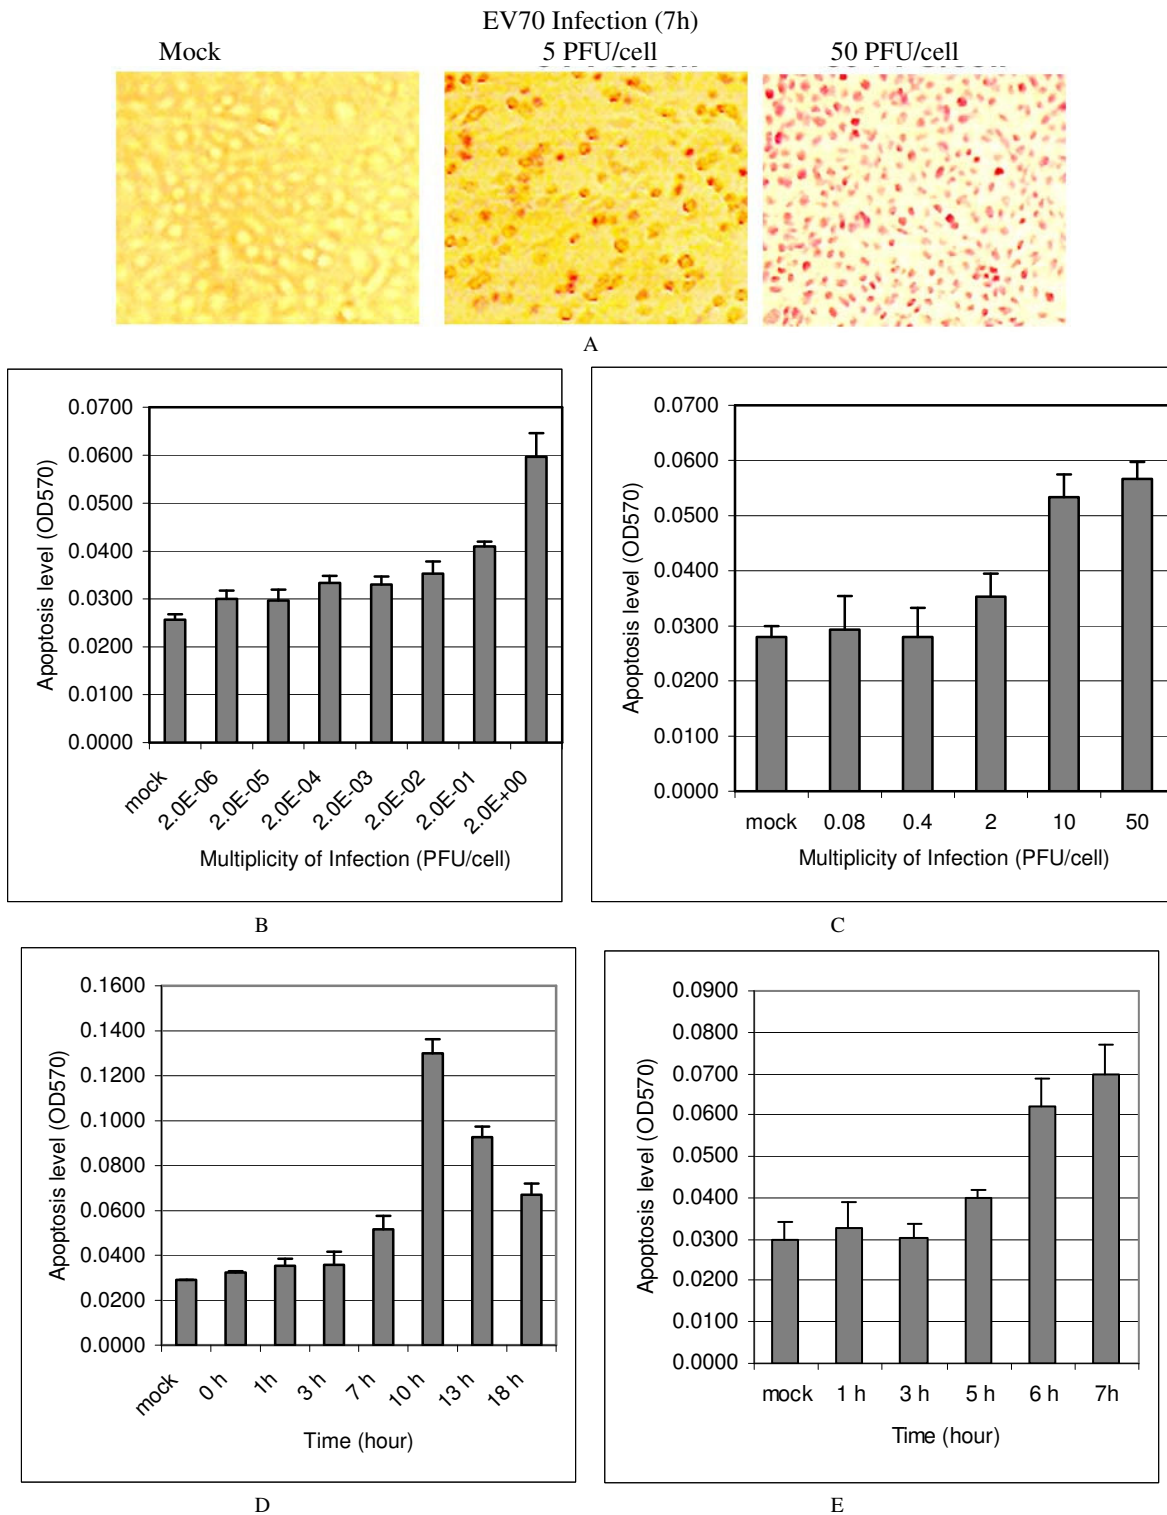 EV70 Infection (7h)
Mock 5 PFU/cell 50 PFU/cell
A
0.0700
0.0600
0.0500
0.0400
0.0300
0.0200
0.0100
0.0000
Apoptosis level (OD570)
mock 2.0E-06 2.0E-05 2.0E-04 2.0E-03 2.0E-02 2.0E-01 2.0E+00
Multiplicity of Infection (PFU/cell)
B
0.0700
0.0600
0.0500
0.0400
0.0300
0.0200
0.0100
0.0000
Apoptosis level (OD570)
mock 0.08 0.4 2 10 50
Multiplicity of Infection (PFU/cell)
C
0.1600
0.1400
0.1200
0.1000
0.0800
0.0600
0.0400
0.0200
0.0000
Apoptosis level (OD570)
mock 0 h 1h 3 h 7 h 10 h 13 h 18 h
Time (hour)
D
0.0900
0.0800
0.0700
0.0600
0.0500
0.0400
0.0300
0.0200
0.0100
0.0000
Apoptosis level (OD570)
mock 1 h 3 h 5 h 6 h 7h
Time (hour)
E